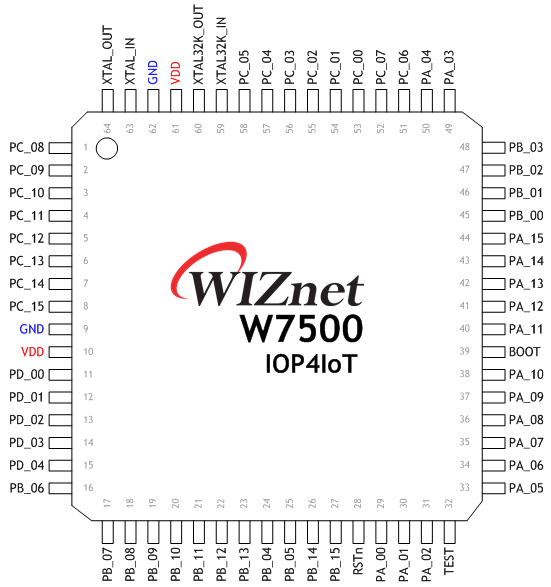 XTAL_OUT
XTAL_IN
GND
VDD
XTAL32K_OUT
XTAL32K_IN
PC_05
PC_04
PC_03
PC_02
PC_01
PC_00
PC_07
PC_06
PA_04
PA_03
64 63 62 61 60 59 58 57 56 55 54 53 52 51 50 49
PC_08 1 48 PB_03
PC_09 2 47 PB_02
PC_10 3 46 PB_01
PC_11 4 45 PB_00
PC_12 5 44 PA_15
PC_13 6 43 PA_14
PC_14 7 42 PA_13
PC_15 8 41 PA_12
GND 9 40 PA_11
VDD 10 39 BOOT
PD_00 11 38 PA_10
PD_01 12 37 PA_09
PD_02 13 36 PA_08
PD_03 14 35 PA_07
PD_04 15 34 PA_06
PB_06 16 33 PA_05
WIZnet
W7500
IOP4IoT
17 18 19 20 21 22 23 24 25 26 27 28 29 30 31 32
PB_07
PB_08
PB_09
PB_10
PB_11
PB_12
PB_13
PB_04
PB_05
PB_14
PB_15
RSTn
PA_00
PA_01
PA_02
TEST